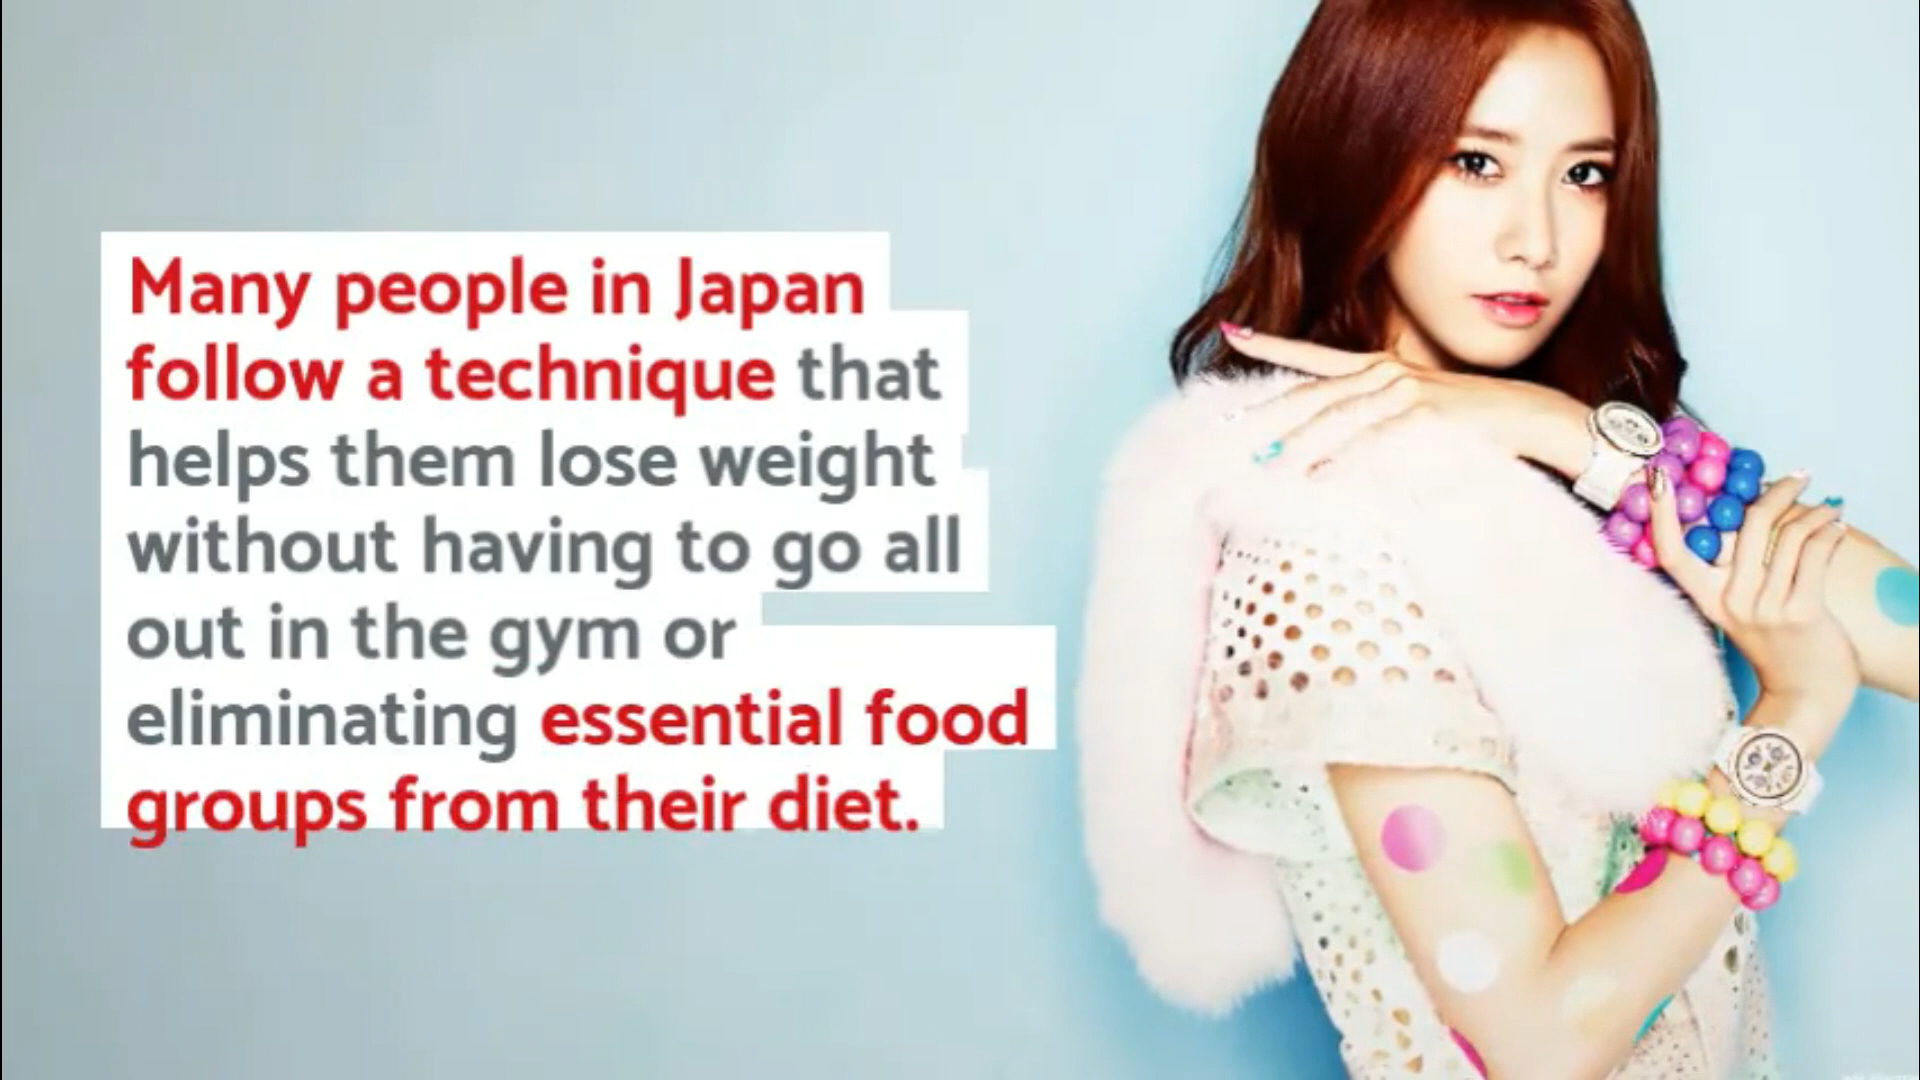 Many people in Japan
follow a technique that
helps them lose weight
without having to go all
out in the gym or
eliminating essential food
groups from their diet.